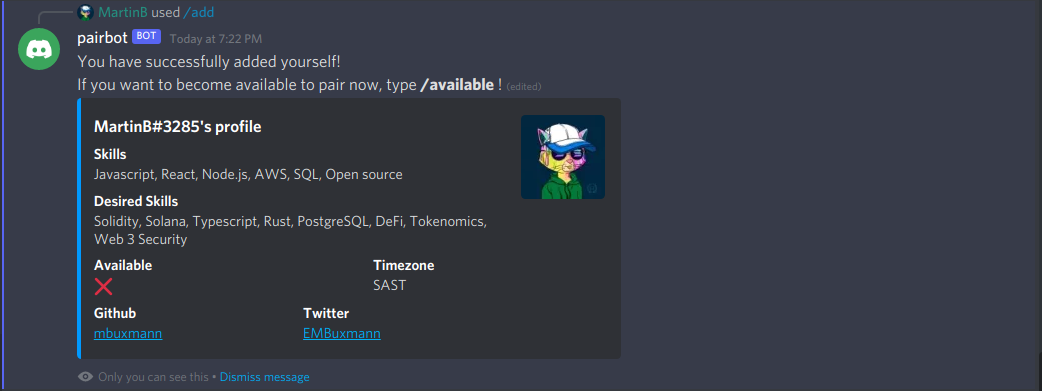 MartinB used /add
pairbot BOT Today at 7:22 PM
You have successfully added yourself!
If you want to become available to pair now, type /available ! (edited)
MartinB#3285's profile
Skills
Javascript, React, Node.js, AWS, SQL, Open source
Desired Skills
Solidity, Solana, Typescript, Rust, PostgreSQL, DeFi, Tokenomics,
Web 3 Security
Available Timezone
❌ SAST
Github Twitter
mbuxmann EMBuxmann
Only you can see this • Dismiss message